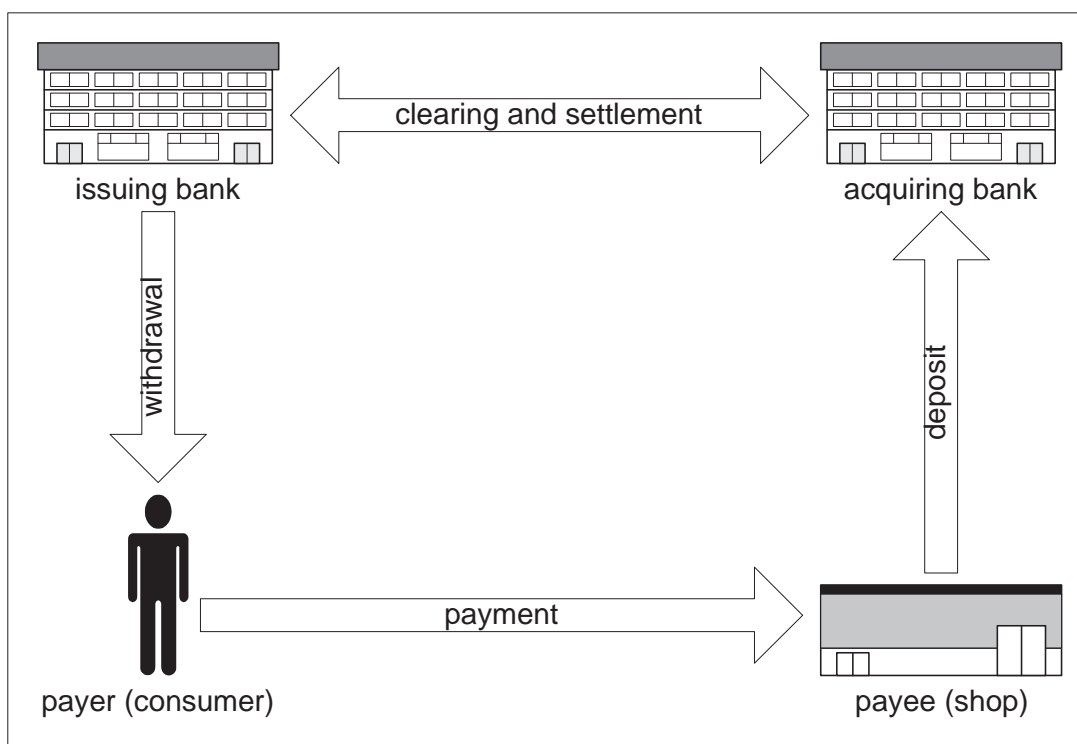 clearing and settlement
issuing bank
acquiring bank
withdrawal
deposit
payment
payer (consumer)
payee (shop)